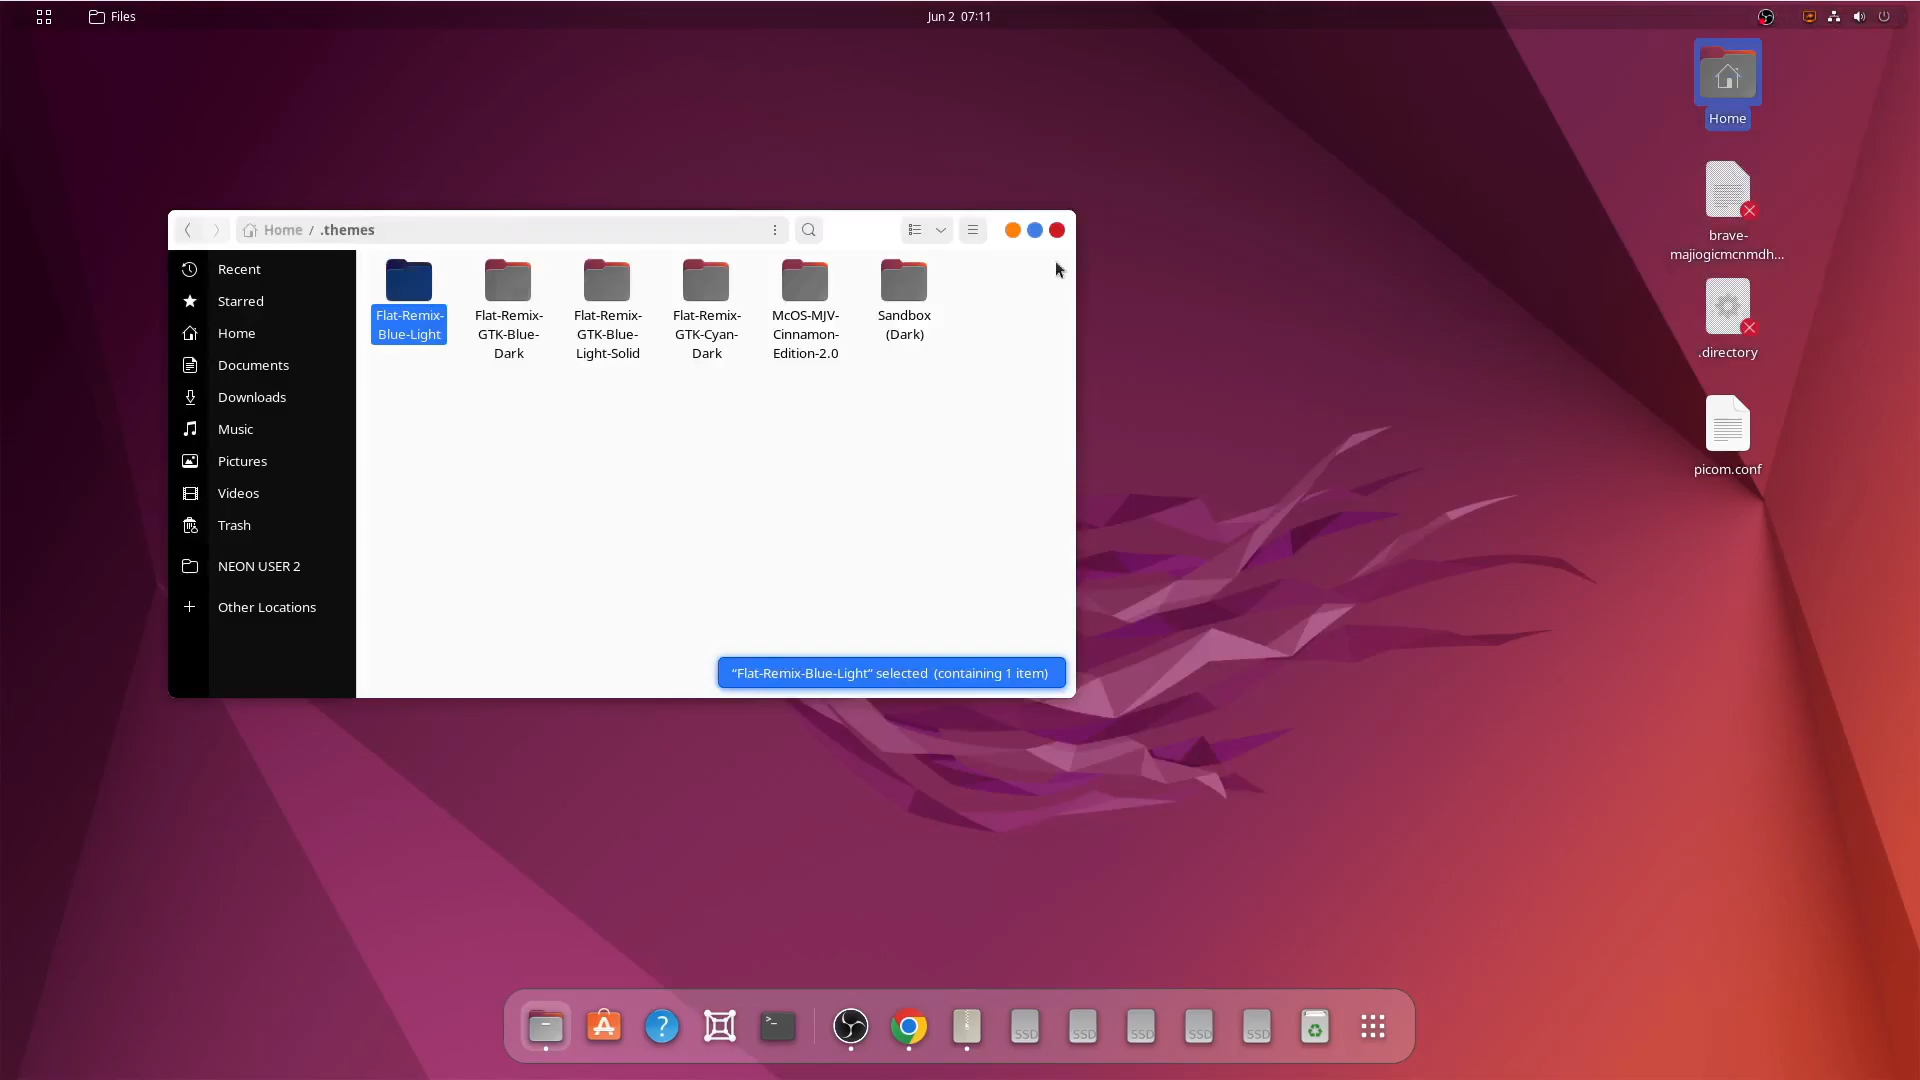 Files
Jun 2 07:11
Home
brave-
majiogicmcnmdh...
.directory
picom.conf
Home / .themes
Recent
Starred
Home
Documents
Downloads
Music
Pictures
Videos
Trash
NEON USER 2
Other Locations
Flat-Remix-
Blue-Light
Flat-Remix-
GTK-Blue-
Dark
Flat-Remix-
GTK-Blue-
Light-Solid
Flat-Remix-
GTK-Cyan-
Dark
McOS-MJV-
Cinnamon-
Edition-2.0
Sandbox
(Dark)
“Flat-Remix-Blue-Light” selected (containing 1 item)
SSD
SSD
SSD
SSD
SSD